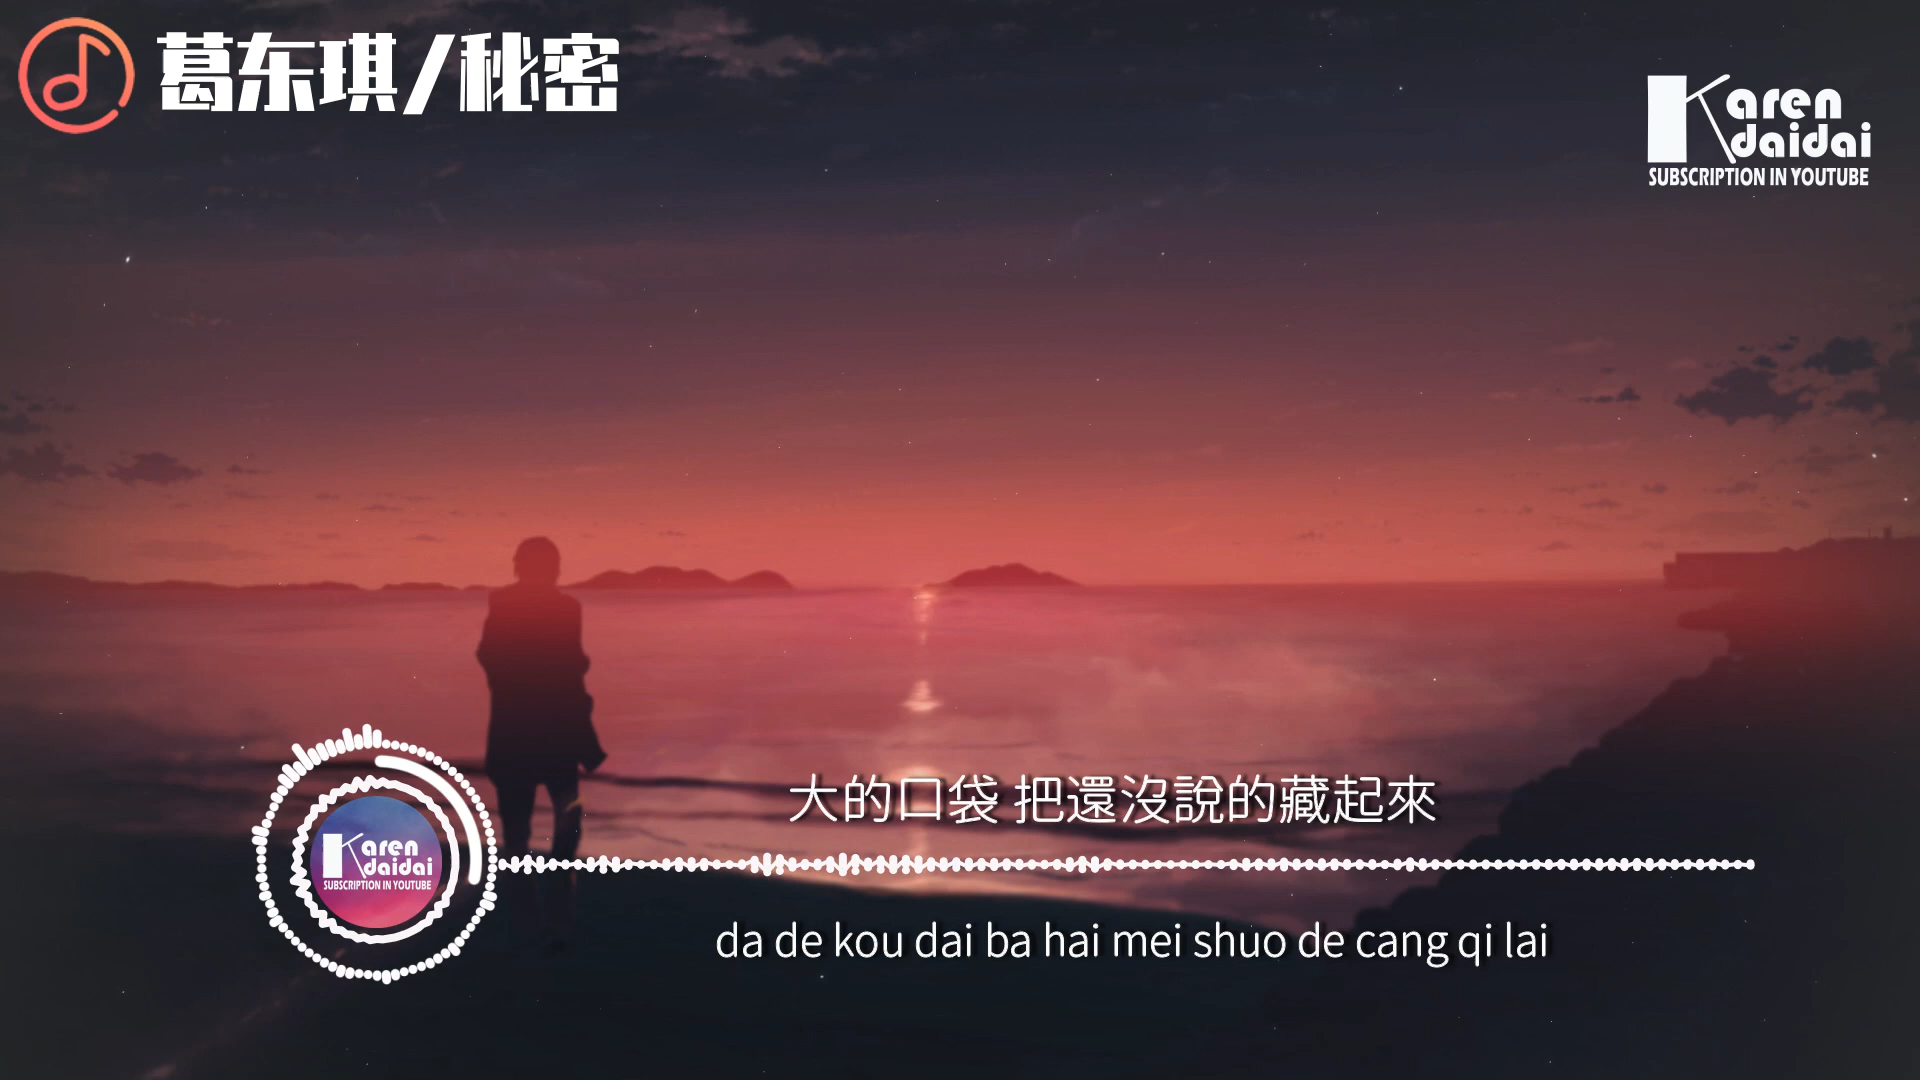 葛东琪/秘密
Karen
daidai
SUBSCRIPTION IN YOUTUBE
大的口袋 把還沒說的藏起來
Karen
daidai
SUBSCRIPTION IN YOUTUBE
da de kou dai ba hai mei shuo de cang qi lai